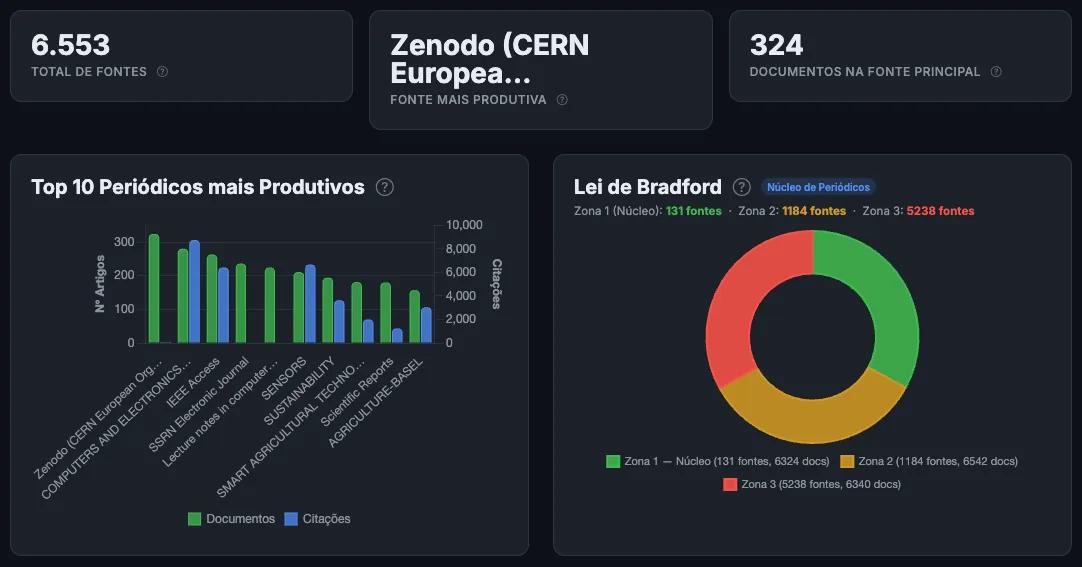 6.553
TOTAL DE FONTES ?
Zenodo (CERN
Europea...
FONTE MAIS PRODUTIVA ?
324
DOCUMENTOS NA FONTE PRINCIPAL ?
Top 10 Periódicos mais Produtivos ?
300
200
100
0
Nº Artigos
10,000
8,000
6,000
4,000
2,000
0
Citações
Zenodo (CERN European Org...
COMPUTERS AND ELECTRONICS...
IEEE Access
SSRN Electronic Journal
Lecture notes in computer...
SENSORS
SUSTAINABILITY
SMART AGRICULTURAL TECHNO...
Scientific Reports
AGRICULTURE-BASEL
Documentos Citações
Lei de Bradford ? Núcleo de Periódicos
Zona 1 (Núcleo): 131 fontes · Zona 2: 1184 fontes · Zona 3: 5238 fontes
Zona 1 — Núcleo (131 fontes, 6324 docs) Zona 2 (1184 fontes, 6542 docs)
Zona 3 (5238 fontes, 6340 docs)